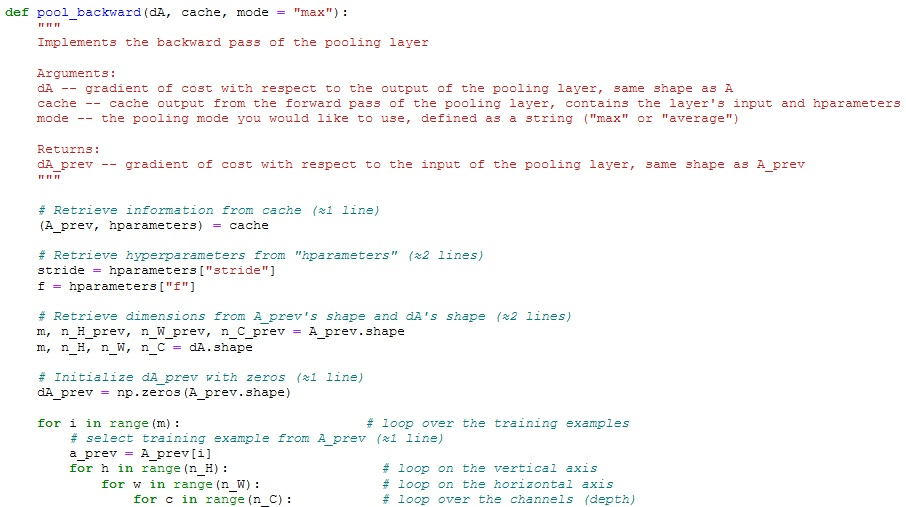 def pool_backward(dA, cache, mode = "max"):
    """
    Implements the backward pass of the pooling layer

    Arguments:
    dA -- gradient of cost with respect to the output of the pooling layer, same shape as A
    cache -- cache output from the forward pass of the pooling layer, contains the layer's input and hparameters
    mode -- the pooling mode you would like to use, defined as a string ("max" or "average")

    Returns:
    dA_prev -- gradient of cost with respect to the input of the pooling layer, same shape as A_prev
    """

    # Retrieve information from cache (≈1 line)
    (A_prev, hparameters) = cache

    # Retrieve hyperparameters from "hparameters" (≈2 lines)
    stride = hparameters["stride"]
    f = hparameters["f"]

    # Retrieve dimensions from A_prev's shape and dA's shape (≈2 lines)
    m, n_H_prev, n_W_prev, n_C_prev = A_prev.shape
    m, n_H, n_W, n_C = dA.shape

    # Initialize dA_prev with zeros (≈1 line)
    dA_prev = np.zeros(A_prev.shape)

    for i in range(m):                       # loop over the training examples
        # select training example from A_prev (≈1 line)
        a_prev = A_prev[i]
        for h in range(n_H):                   # loop on the vertical axis
            for w in range(n_W):               # loop on the horizontal axis
                for c in range(n_C):           # loop over the channels (depth)